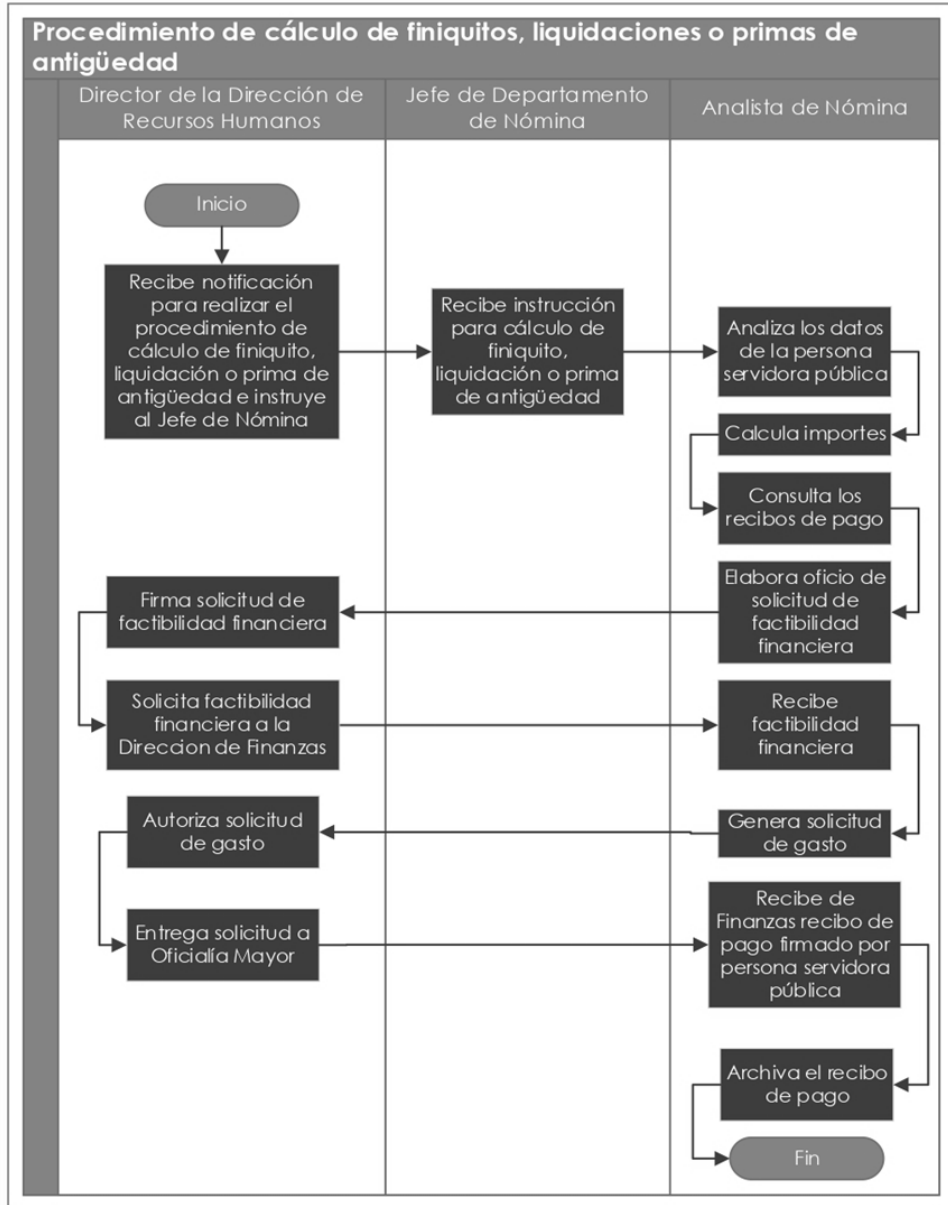 Procedimiento de cálculo de finiquitos, liquidaciones o primas de
antigüedad
Director de la Dirección de
Recursos Humanos
Jefe de Departamento
de Nómina
Analista de Nómina
Inicio
Recibe notificación
para realizar el
procedimiento de
cálculo de finiquito,
liquidación o prima de
antigüedad e instruye
al Jefe de Nómina
Recibe instrucción
para cálculo de
finiquito,
liquidación o prima
de antigüedad
Analiza los datos
de la persona
servidora pública
Calcula importes
Consulta los
recibos de pago
Elabora oficio de
solicitud de
factibilidad
financiera
Firma solicitud de
factibilidad financiera
Solicita factibilidad
financiera a la
Direccion de Finanzas
Recibe
factibilidad
financiera
Genera solicitud
de gasto
Autoriza solicitud
de gasto
Entrega solicitud a
Oficialía Mayor
Recibe de
Finanzas recibo de
pago firmado por
persona servidora
pública
Archiva el recibo
de pago
Fin